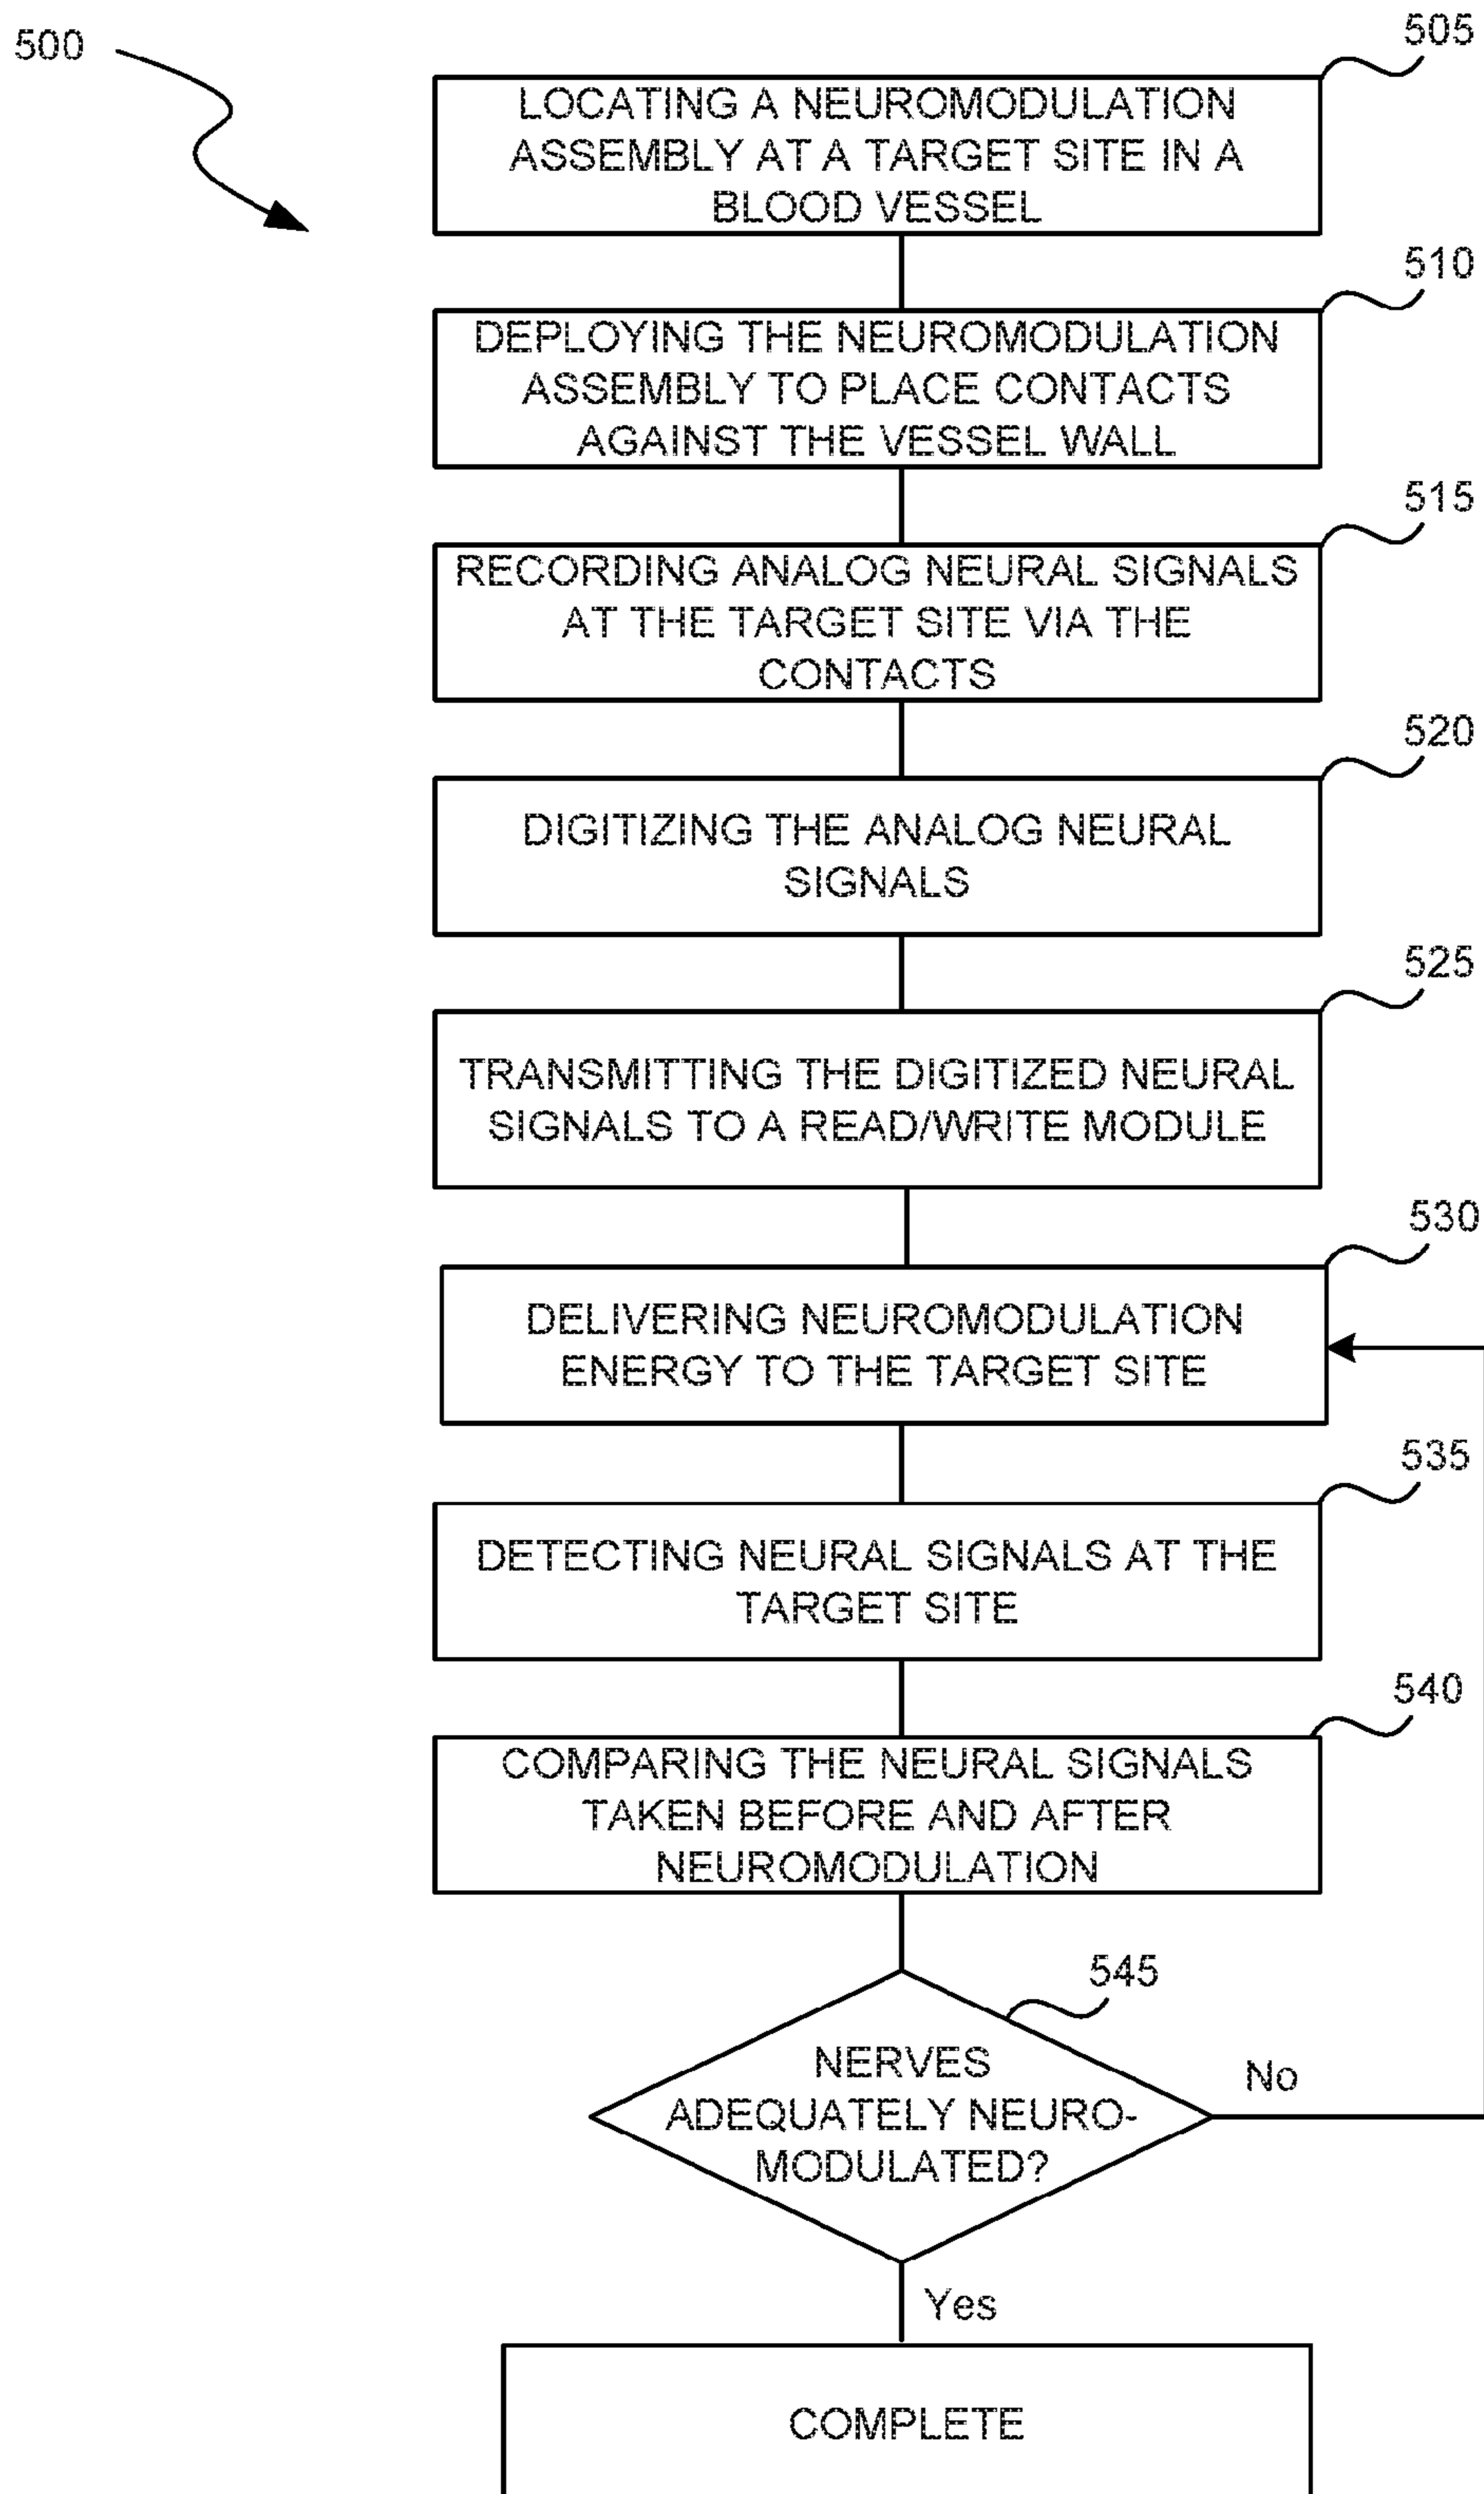 500
505
LOCATING A NEUROMODULATION
ASSEMBLY AT A TARGET SITE IN A
BLOOD VESSEL
510
DEPLOYING THE NEUROMODULATION
ASSEMBLY TO PLACE CONTACTS
AGAINST THE VESSEL WALL
515
RECORDING ANALOG NEURAL SIGNALS
AT THE TARGET SITE VIA THE
CONTACTS
520
DIGITIZING THE ANALOG NEURAL
SIGNALS
525
TRANSMITTING THE DIGITIZED NEURAL
SIGNALS TO A READ/WRITE MODULE
530
DELIVERING NEUROMODULATION
ENERGY TO THE TARGET SITE
535
DETECTING NEURAL SIGNALS AT THE
TARGET SITE
540
COMPARING THE NEURAL SIGNALS
TAKEN BEFORE AND AFTER
NEUROMODULATION
545
NERVES
ADEQUATELY NEURO-
MODULATED?
No
Yes
COMPLETE